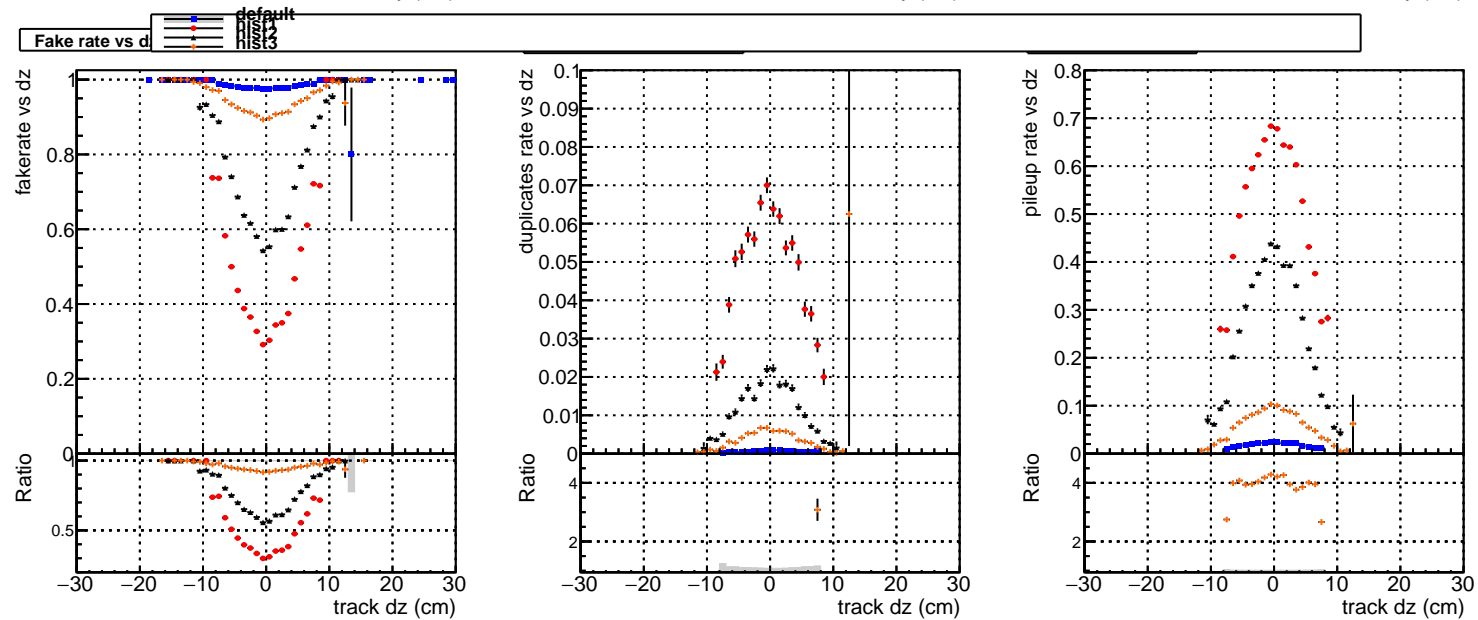 default
hist1
hist2
hist3
Fake rate vs dz
fakerate vs dz
1
0.8
0.6
0.4
0.2
0
Ratio
1
0.5
−30 −20 −10 0 10 20 30
track dz (cm)
duplicates rate vs dz
0.1
0.09
0.08
0.07
0.06
0.05
0.04
0.03
0.02
0.01
0
Ratio
4
2
−30 −20 −10 0 10 20 30
track dz (cm)
pileup rate vs dz
0.8
0.7
0.6
0.5
0.4
0.3
0.2
0.1
0
Ratio
4
2
−30 −20 −10 0 10 20 30
track dz (cm)